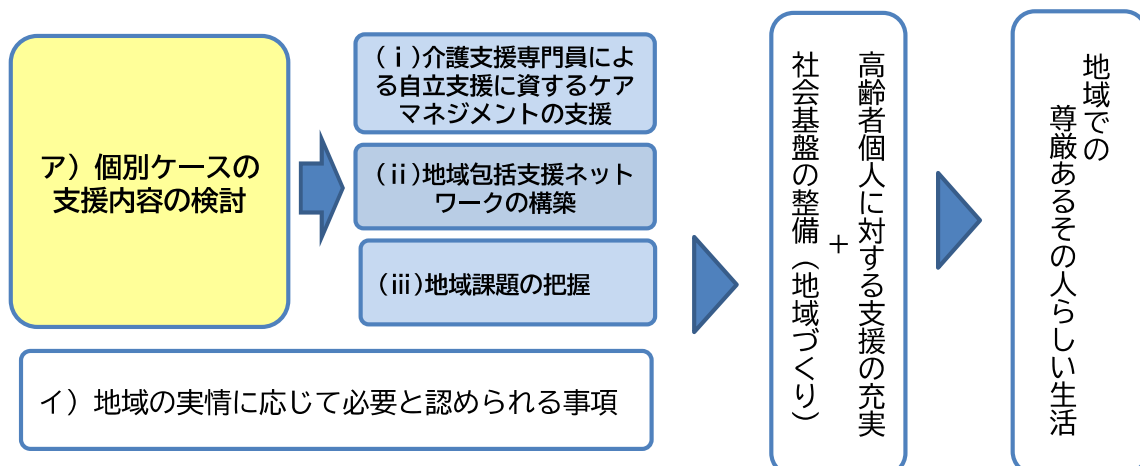 ア）個別ケースの
支援内容の検討
(ⅰ)介護支援専門員によ
る自立支援に資するケア
マネジメントの支援
(ⅱ)地域包括支援ネット
ワークの構築
(ⅲ)地域課題の把握
イ）地域の実情に応じて必要と認められる事項
高齢者個人に対する支援の充実
＋
社会基盤の整備（地域づくり）
地域での
尊厳あるその人らしい生活